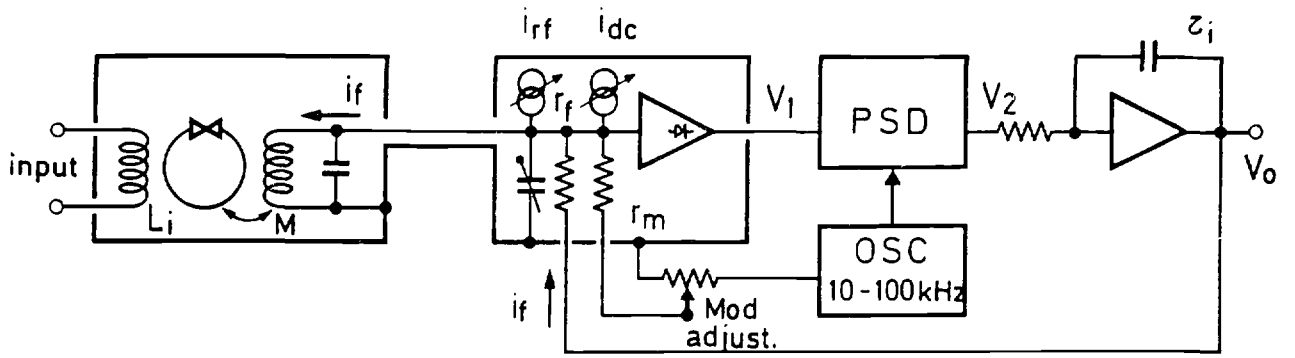 i_rf
i_dc
τ_i
i_f
r_f
V_1
PSD
V_2
input
V_o
L_i
M
r_m
OSC
10-100kHz
i_f
Mod
adjust.